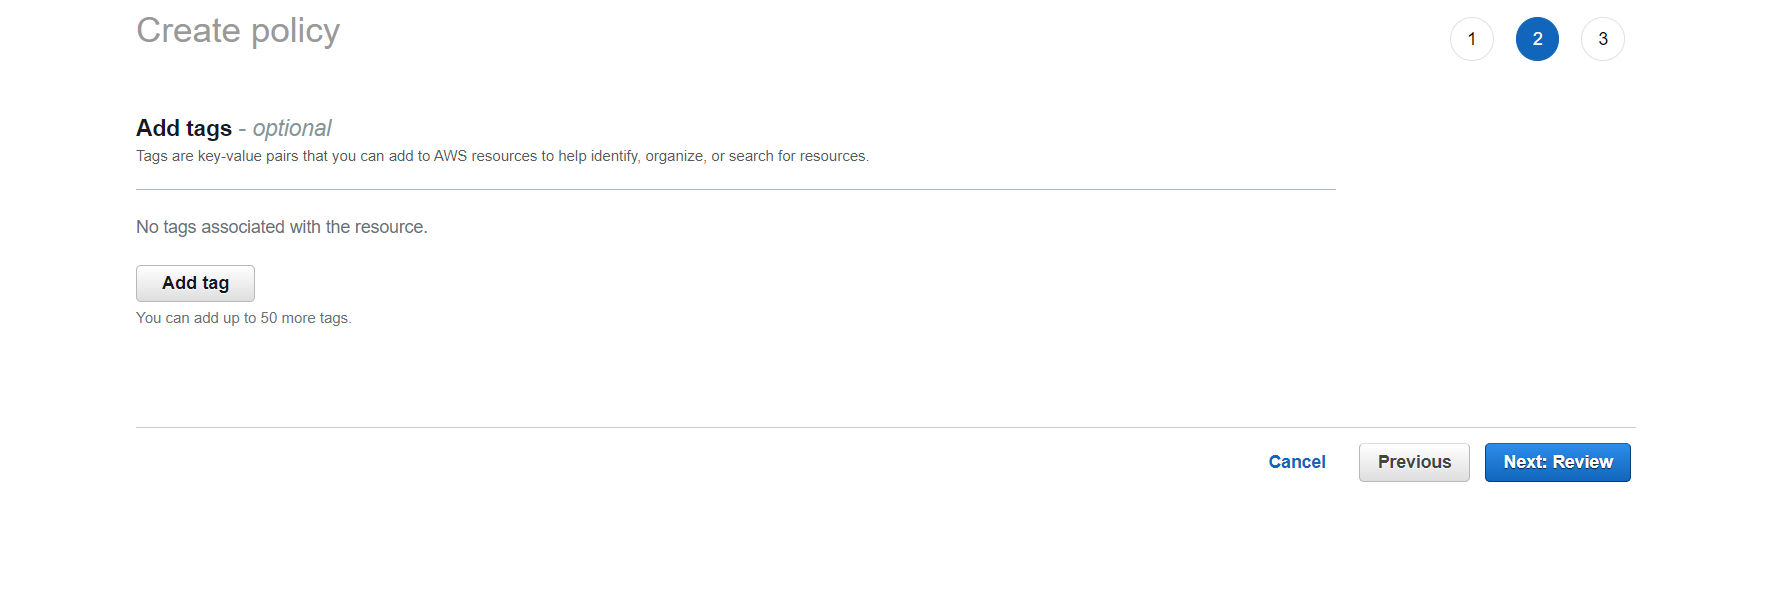 Create policy
1 2 3
Add tags - optional
Tags are key-value pairs that you can add to AWS resources to help identify, organize, or search for resources.
No tags associated with the resource.
Add tag
You can add up to 50 more tags.
Cancel Previous Next: Review